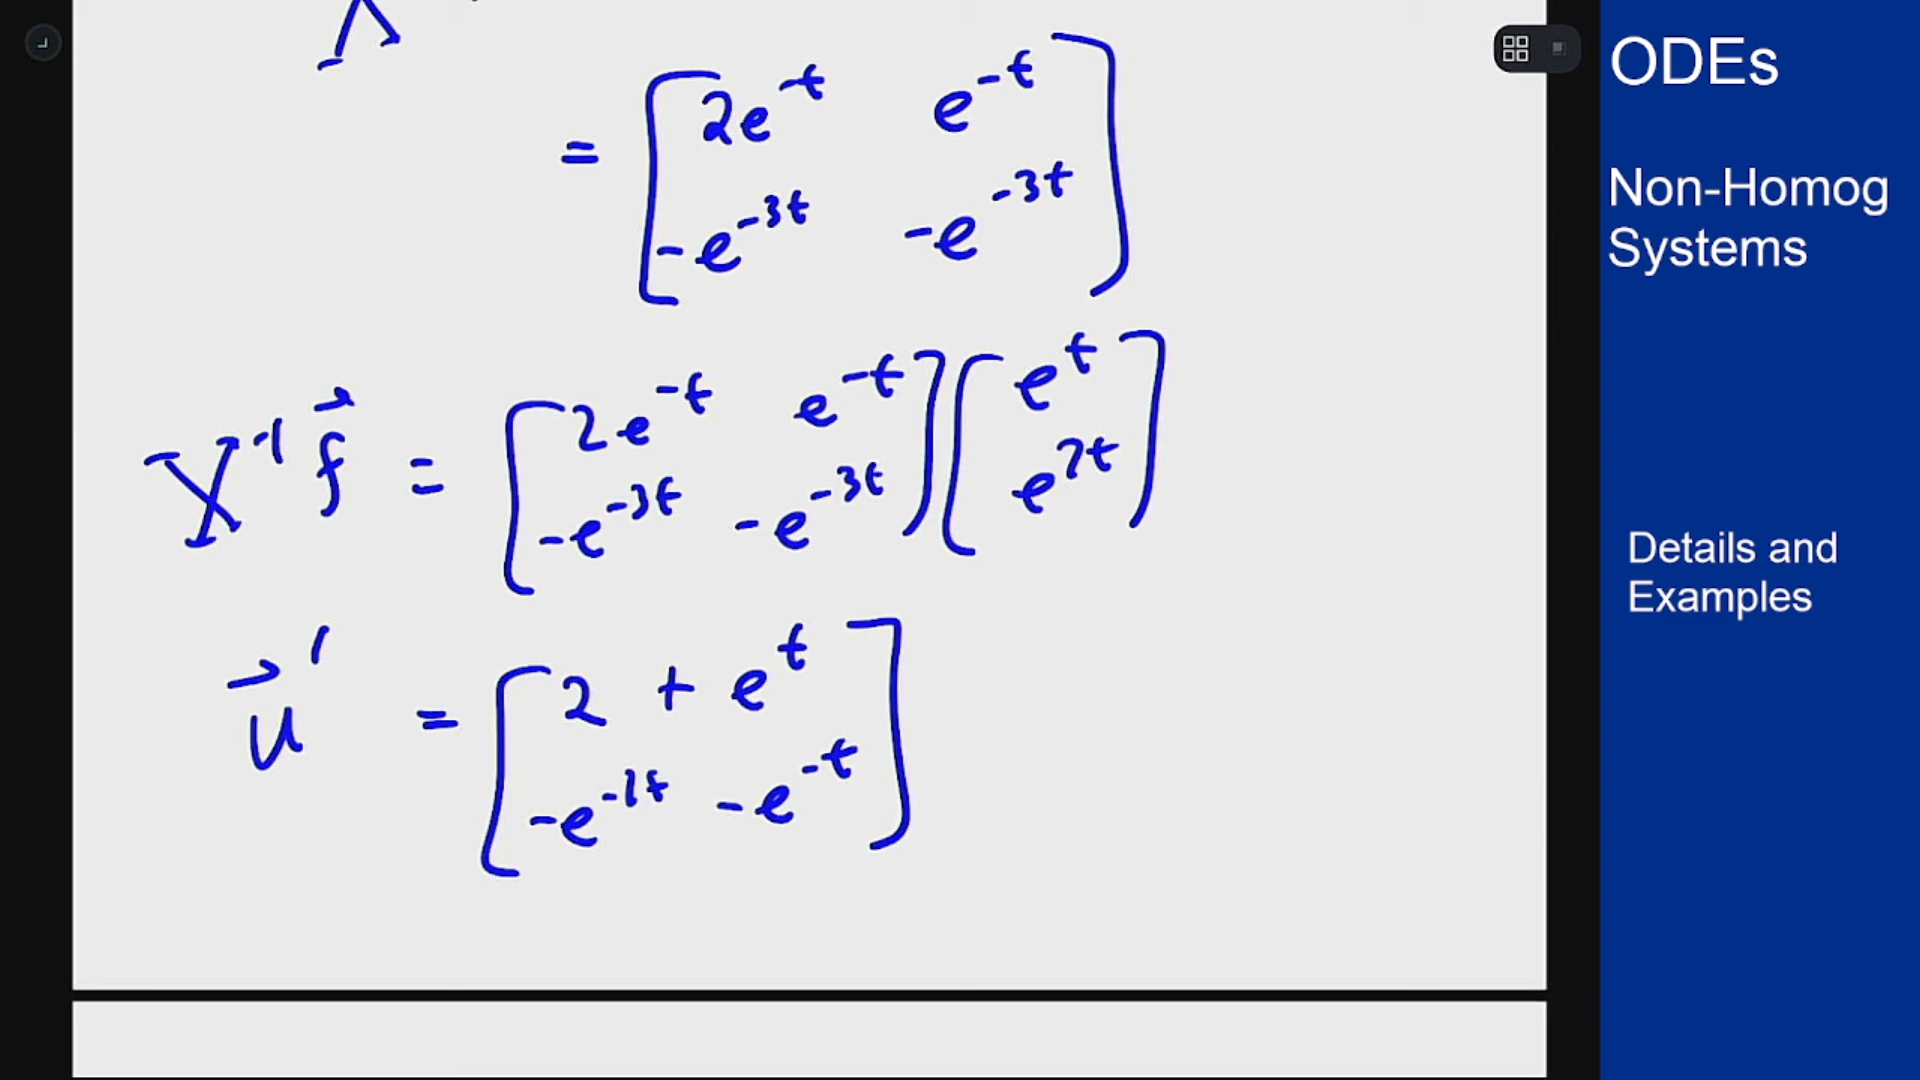 X
= [ 2e^-t e^-t
-e^-3t -e^-3t ]
X^-1 f⃗ = [ 2e^-t e^-t ] [ e^t ]
[ -e^-3t -e^-3t ] [ e^2t ]
u⃗' = [ 2 + e^t
-e^-2t - e^-t ]
ODEs
Non-Homog
Systems
Details and
Examples